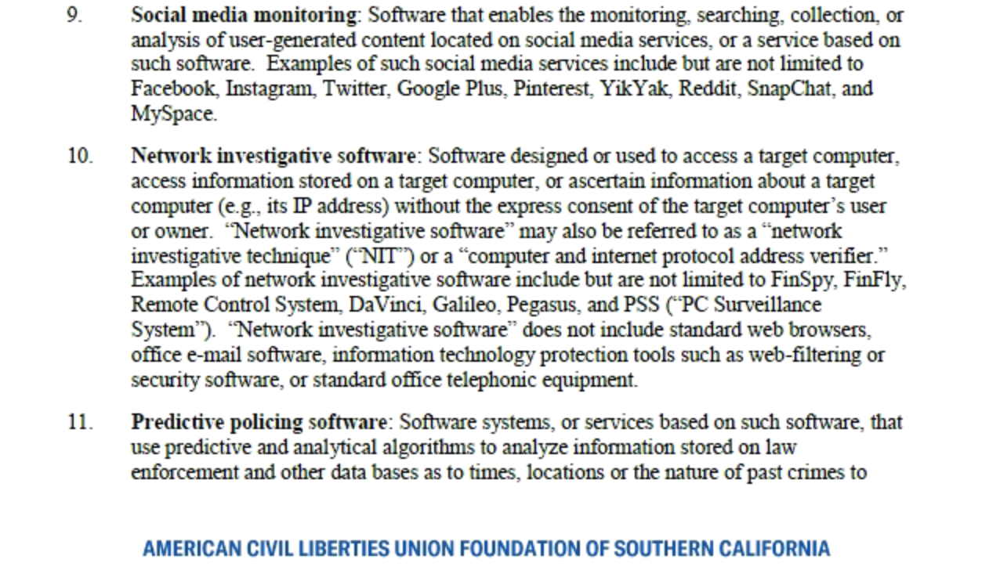 9. Social media monitoring: Software that enables the monitoring, searching, collection, or
analysis of user-generated content located on social media services, or a service based on
such software.  Examples of such social media services include but are not limited to
Facebook, Instagram, Twitter, Google Plus, Pinterest, YikYak, Reddit, SnapChat, and
MySpace.
10. Network investigative software: Software designed or used to access a target computer,
access information stored on a target computer, or ascertain information about a target
computer (e.g., its IP address) without the express consent of the target computer’s user
or owner.  “Network investigative software” may also be referred to as a “network
investigative technique” (“NIT”) or a “computer and internet protocol address verifier.”
Examples of network investigative software include but are not limited to FinSpy, FinFly,
Remote Control System, DaVinci, Galileo, Pegasus, and PSS (“PC Surveillance
System”).  “Network investigative software” does not include standard web browsers,
office e-mail software, information technology protection tools such as web-filtering or
security software, or standard office telephonic equipment.
11. Predictive policing software: Software systems, or services based on such software, that
use predictive and analytical algorithms to analyze information stored on law
enforcement and other data bases as to times, locations or the nature of past crimes to
AMERICAN CIVIL LIBERTIES UNION FOUNDATION OF SOUTHERN CALIFORNIA